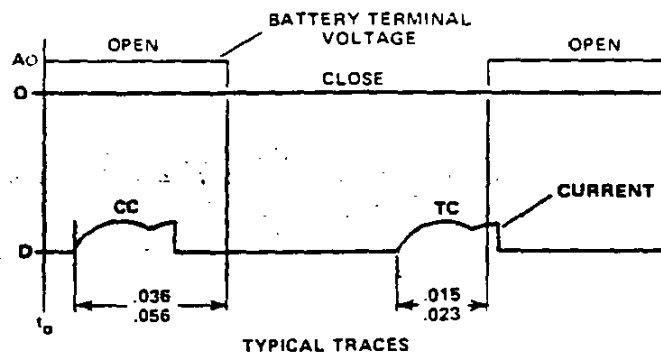 BATTERY TERMINAL
VOLTAGE
OPEN
OPEN
AO
CLOSE
O
CC
TC
CURRENT
D
.036
.056
.015
.023
to
TYPICAL TRACES